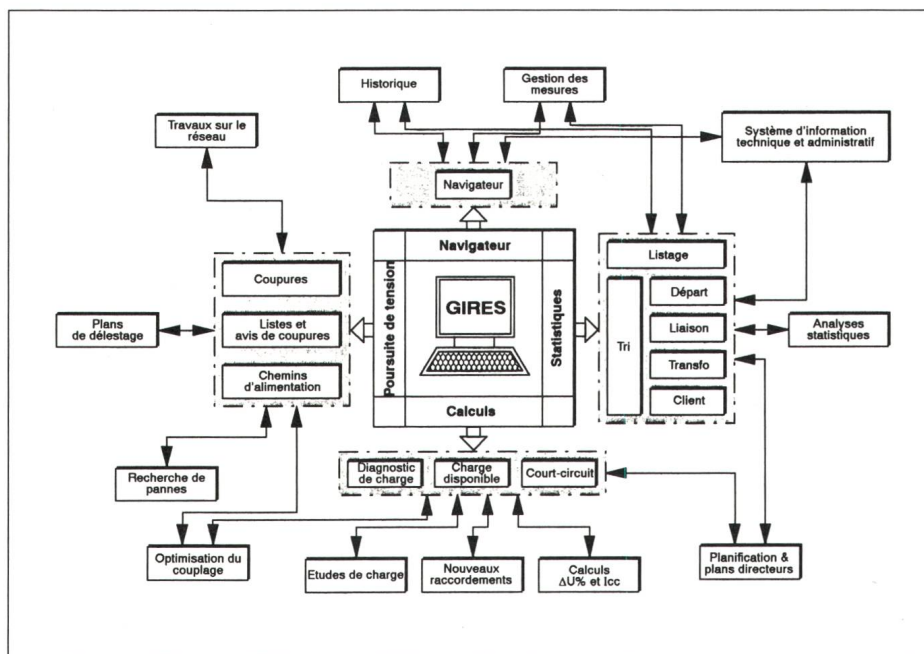 Historique
Gestion des
mesures
Travaux sur le
réseau
Système d'information
technique et administratif
Navigateur
Navigateur
Poursuite de tension
GIRES
Statistiques
Calculs
Coupures
Listes et
avis de coupures
Chemins
d'alimentation
Plans
de délestage
Listage
Tri
Départ
Liaison
Transfo
Client
Analyses
statistiques
Diagnostic
de charge
Charge
disponible
Court-circuit
Recherche de
pannes
Optimisation du
couplage
Etudes de charge
Nouveaux
raccordements
Calculs
ΔU% et Icc
Planification &
plans directeurs